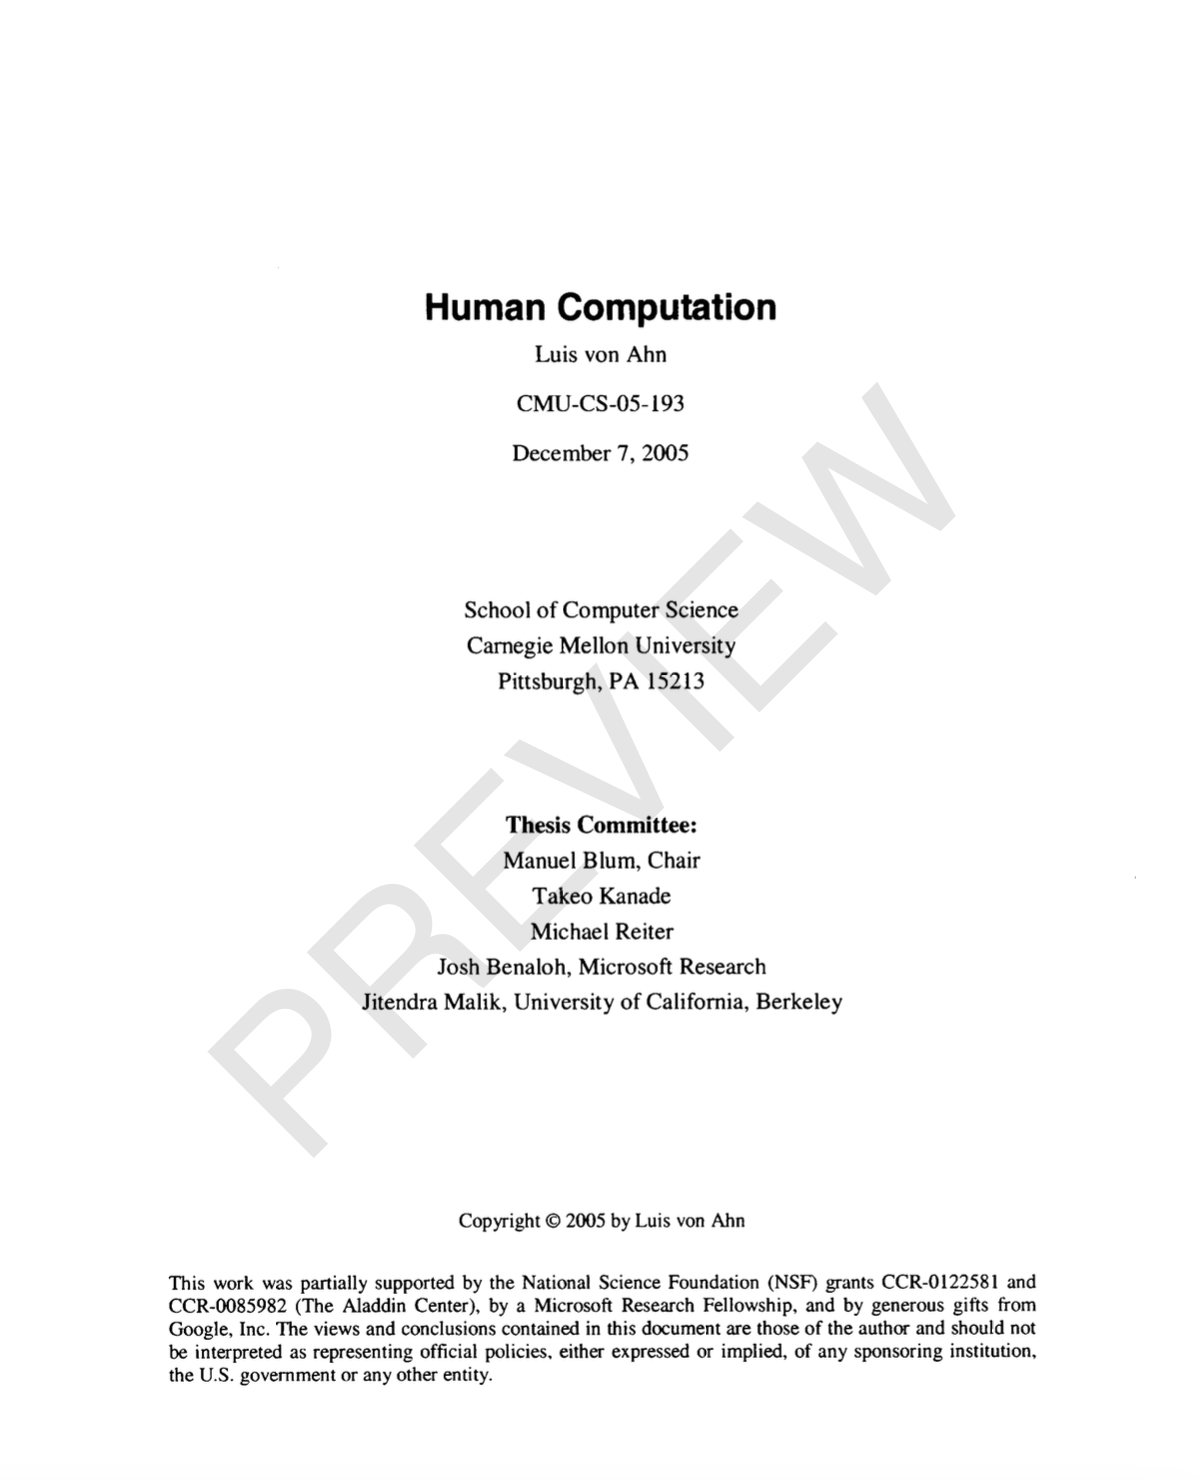 Human Computation
Luis von Ahn
CMU-CS-05-193
December 7, 2005
School of Computer Science
Carnegie Mellon University
Pittsburgh, PA 15213
Thesis Committee:
Manuel Blum, Chair
Takeo Kanade
Michael Reiter
Josh Benaloh, Microsoft Research
Jitendra Malik, University of California, Berkeley
PREVIEW
Copyright © 2005 by Luis von Ahn
This work was partially supported by the National Science Foundation (NSF) grants CCR-0122581 and
CCR-0085982 (The Aladdin Center), by a Microsoft Research Fellowship, and by generous gifts from
Google, Inc. The views and conclusions contained in this document are those of the author and should not
be interpreted as representing official policies, either expressed or implied, of any sponsoring institution,
the U.S. government or any other entity.